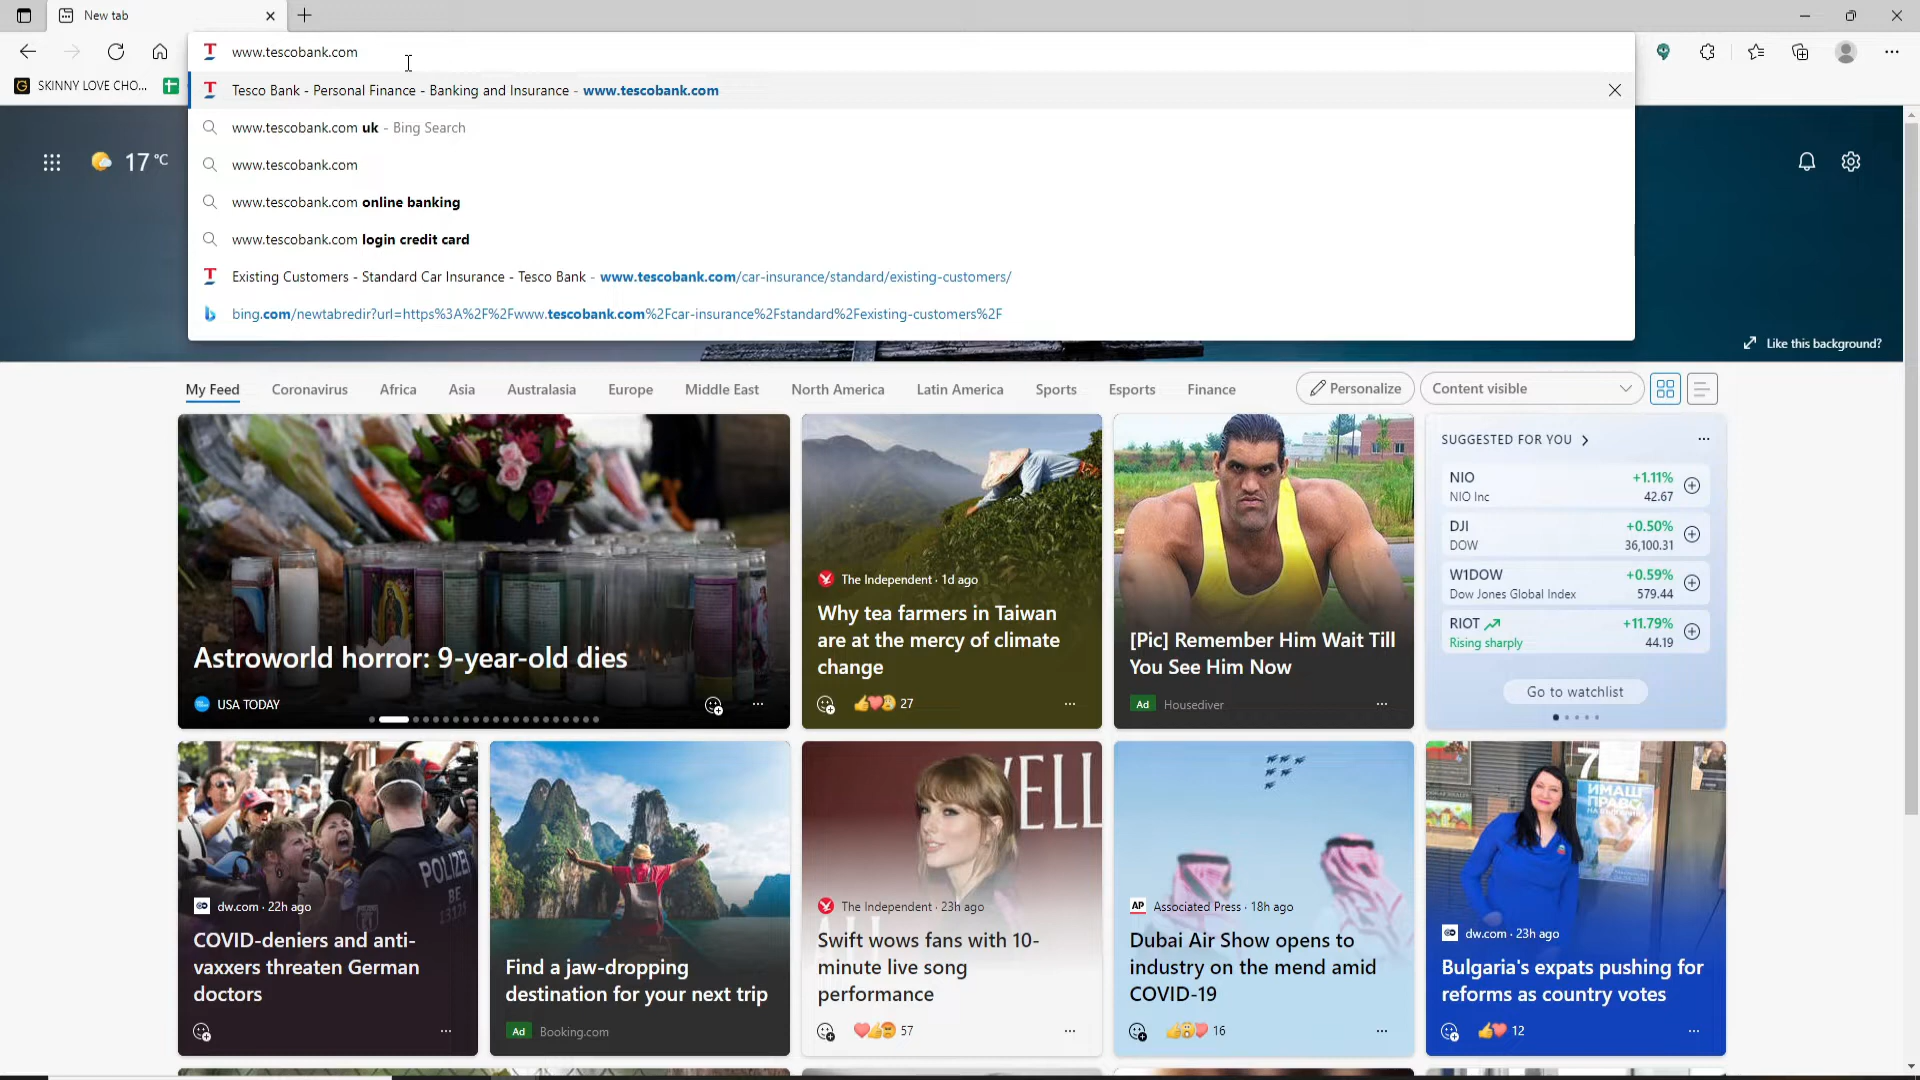 New tab
www.tescobank.com
SKINNY LOVE CHO...
Tesco Bank - Personal Finance - Banking and Insurance - www.tescobank.com
www.tescobank.com uk - Bing Search
www.tescobank.com
www.tescobank.com online banking
www.tescobank.com login credit card
Existing Customers - Standard Car Insurance - Tesco Bank - www.tescobank.com/car-insurance/standard/existing-customers/
bing.com/newtabredir?url=https%3A%2F%2Fwww.tescobank.com%2Fcar-insurance%2Fstandard%2Fexisting-customers%2F
17 °C
Like this background?
My Feed Coronavirus Africa Asia Australasia Europe Middle East North America Latin America Sports Esports Finance Personalize Content visible
Astroworld horror: 9-year-old dies
USA TODAY
The Independent · 1d ago
Why tea farmers in Taiwan
are at the mercy of climate
change
27
[Pic] Remember Him Wait Till
You See Him Now
Ad Housediver
SUGGESTED FOR YOU
NIO +1.11%
NIO Inc 42.67
DJI +0.50%
DOW 36,100.31
W1DOW +0.59%
Dow Jones Global Index 579.44
RIOT +11.79%
Rising sharply 44.19
Go to watchlist
POLIZEI
BE
dw.com · 22h ago
COVID-deniers and anti-
vaxxers threaten German
doctors
Find a jaw-dropping
destination for your next trip
Ad Booking.com
ELL
The Independent · 23h ago
Swift wows fans with 10-
minute live song
performance
57
AP Associated Press · 18h ago
Dubai Air Show opens to
industry on the mend amid
COVID-19
16
7
ИМАШ
ПРАВО
dw.com · 23h ago
Bulgaria's expats pushing for
reforms as country votes
12